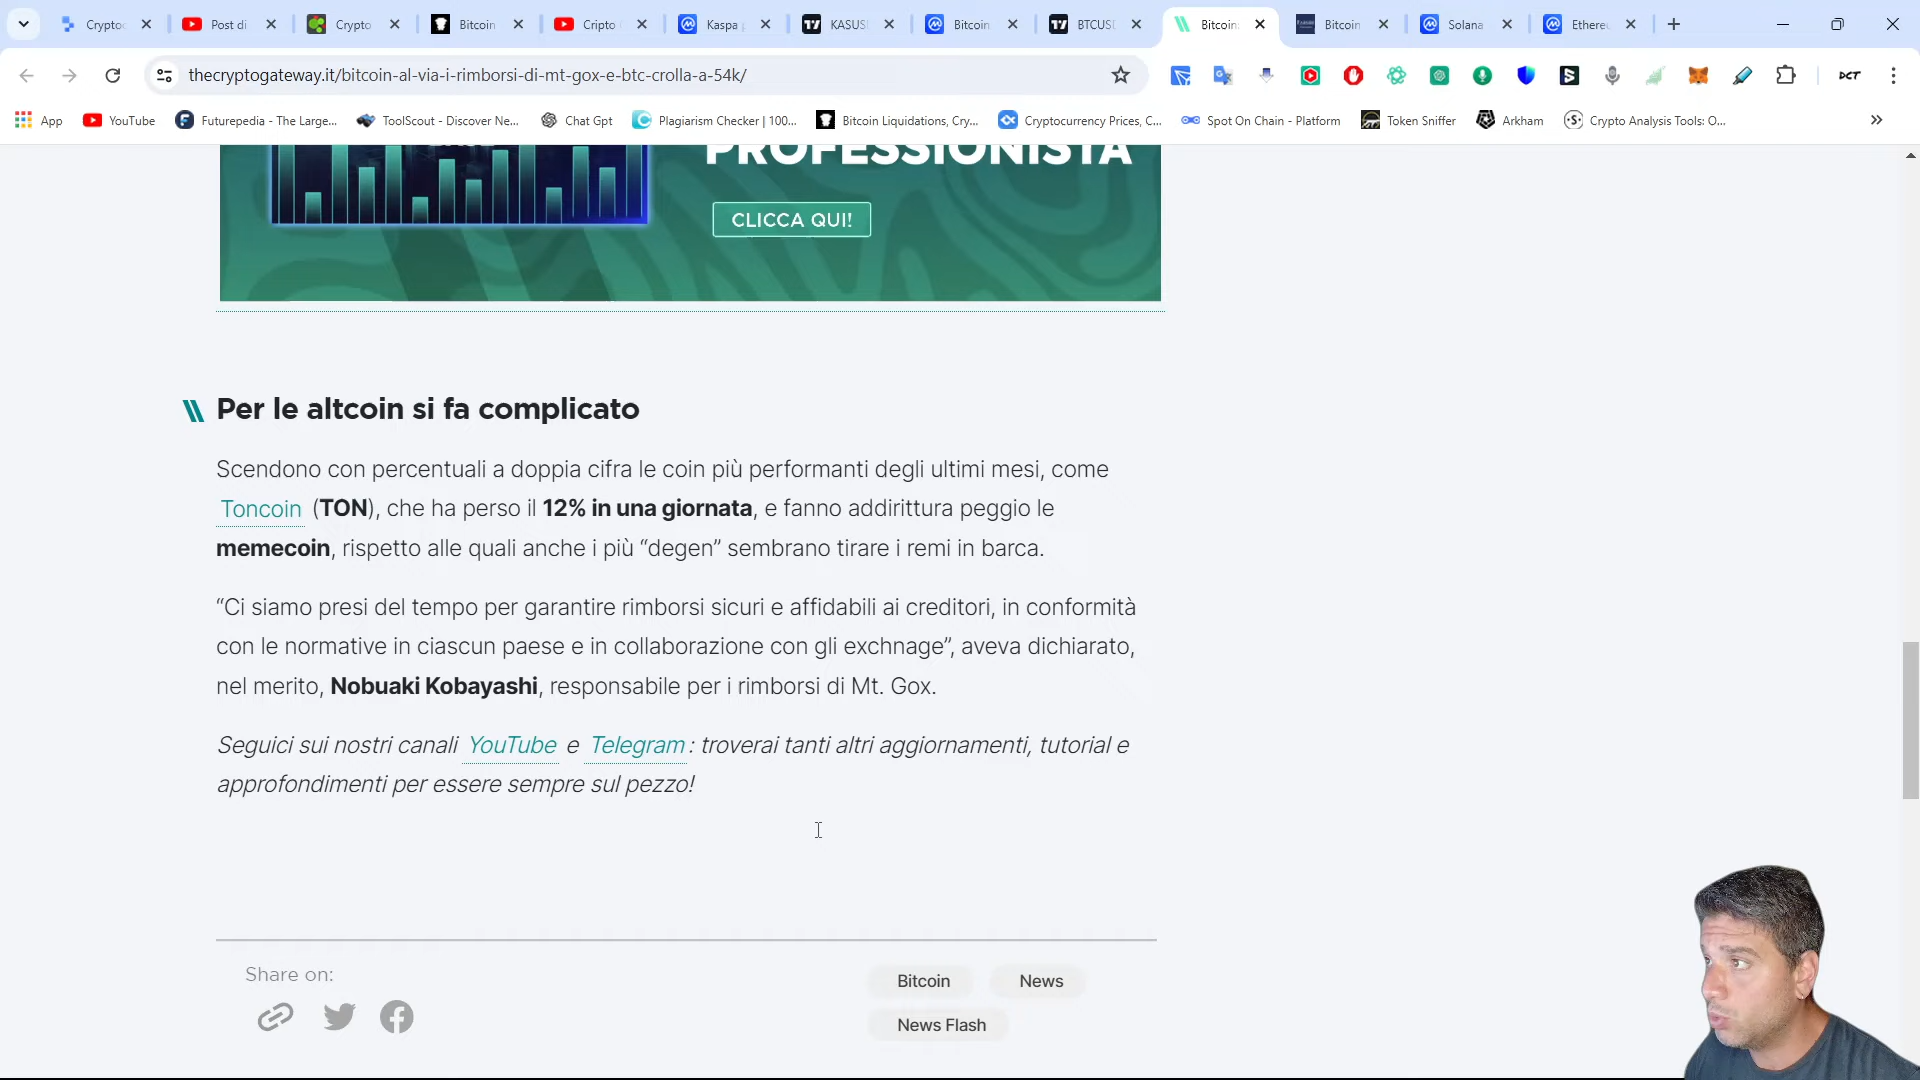 Crypto
Post di
Crypto
Bitcoin
Cripto
Kaspa
KASUS
Bitcoin
BTCUS
Bitcoin
Bitcoin
Solana
Ethere
thecryptogateway.it/bitcoin-al-via-i-rimborsi-di-mt-gox-e-btc-crolla-a-54k/
App
YouTube
Futurepedia - The Large...
ToolScout - Discover Ne...
Chat Gpt
Plagiarism Checker | 100...
Bitcoin Liquidations, Cry...
Cryptocurrency Prices, C...
Spot On Chain - Platform
Token Sniffer
Arkham
Crypto Analysis Tools: O...
PROFESSIONISTA
CLICCA QUI!
Per le altcoin si fa complicato
Scendono con percentuali a doppia cifra le coin più performanti degli ultimi mesi, come
Toncoin (TON), che ha perso il 12% in una giornata, e fanno addirittura peggio le
memecoin, rispetto alle quali anche i più “degen” sembrano tirare i remi in barca.
“Ci siamo presi del tempo per garantire rimborsi sicuri e affidabili ai creditori, in conformità
con le normative in ciascun paese e in collaborazione con gli exchnage”, aveva dichiarato,
nel merito, Nobuaki Kobayashi, responsabile per i rimborsi di Mt. Gox.
Seguici sui nostri canali YouTube e Telegram: troverai tanti altri aggiornamenti, tutorial e
approfondimenti per essere sempre sul pezzo!
Share on:
Bitcoin
News
News Flash